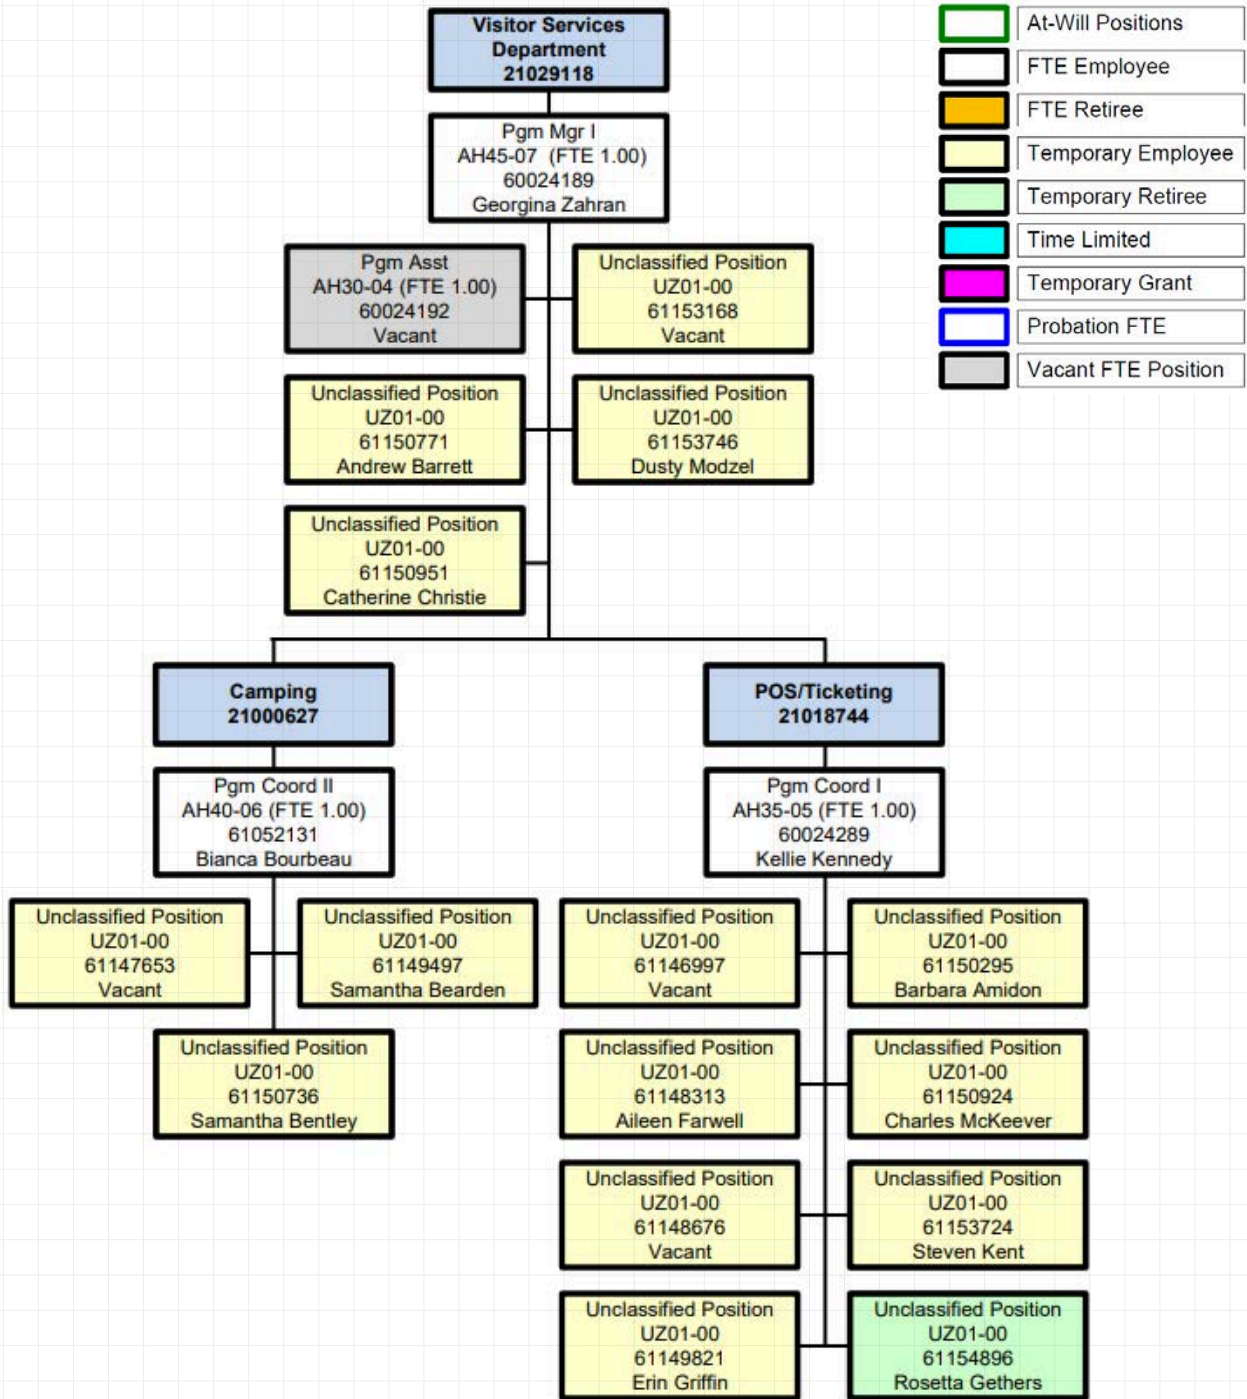 Visitor Services
Department
21029118
Pgm Mgr I
AH45-07 (FTE 1.00)
60024189
Georgina Zahran
At-Will Positions
FTE Employee
FTE Retiree
Temporary Employee
Temporary Retiree
Time Limited
Temporary Grant
Probation FTE
Vacant FTE Position
Pgm Asst
AH30-04 (FTE 1.00)
60024192
Vacant
Unclassified Position
UZ01-00
61153168
Vacant
Unclassified Position
UZ01-00
61150771
Andrew Barrett
Unclassified Position
UZ01-00
61153746
Dusty Modzel
Unclassified Position
UZ01-00
61150951
Catherine Christie
Camping
21000627
Pgm Coord II
AH40-06 (FTE 1.00)
61052131
Bianca Bourbeau
Unclassified Position
UZ01-00
61147653
Vacant
Unclassified Position
UZ01-00
61149497
Samantha Bearden
Unclassified Position
UZ01-00
61150736
Samantha Bentley
POS/Ticketing
21018744
Pgm Coord I
AH35-05 (FTE 1.00)
60024289
Kellie Kennedy
Unclassified Position
UZ01-00
61146997
Vacant
Unclassified Position
UZ01-00
61150295
Barbara Amidon
Unclassified Position
UZ01-00
61148313
Aileen Farwell
Unclassified Position
UZ01-00
61150924
Charles McKeever
Unclassified Position
UZ01-00
61148676
Vacant
Unclassified Position
UZ01-00
61153724
Steven Kent
Unclassified Position
UZ01-00
61149821
Erin Griffin
Unclassified Position
UZ01-00
61154896
Rosetta Gethers